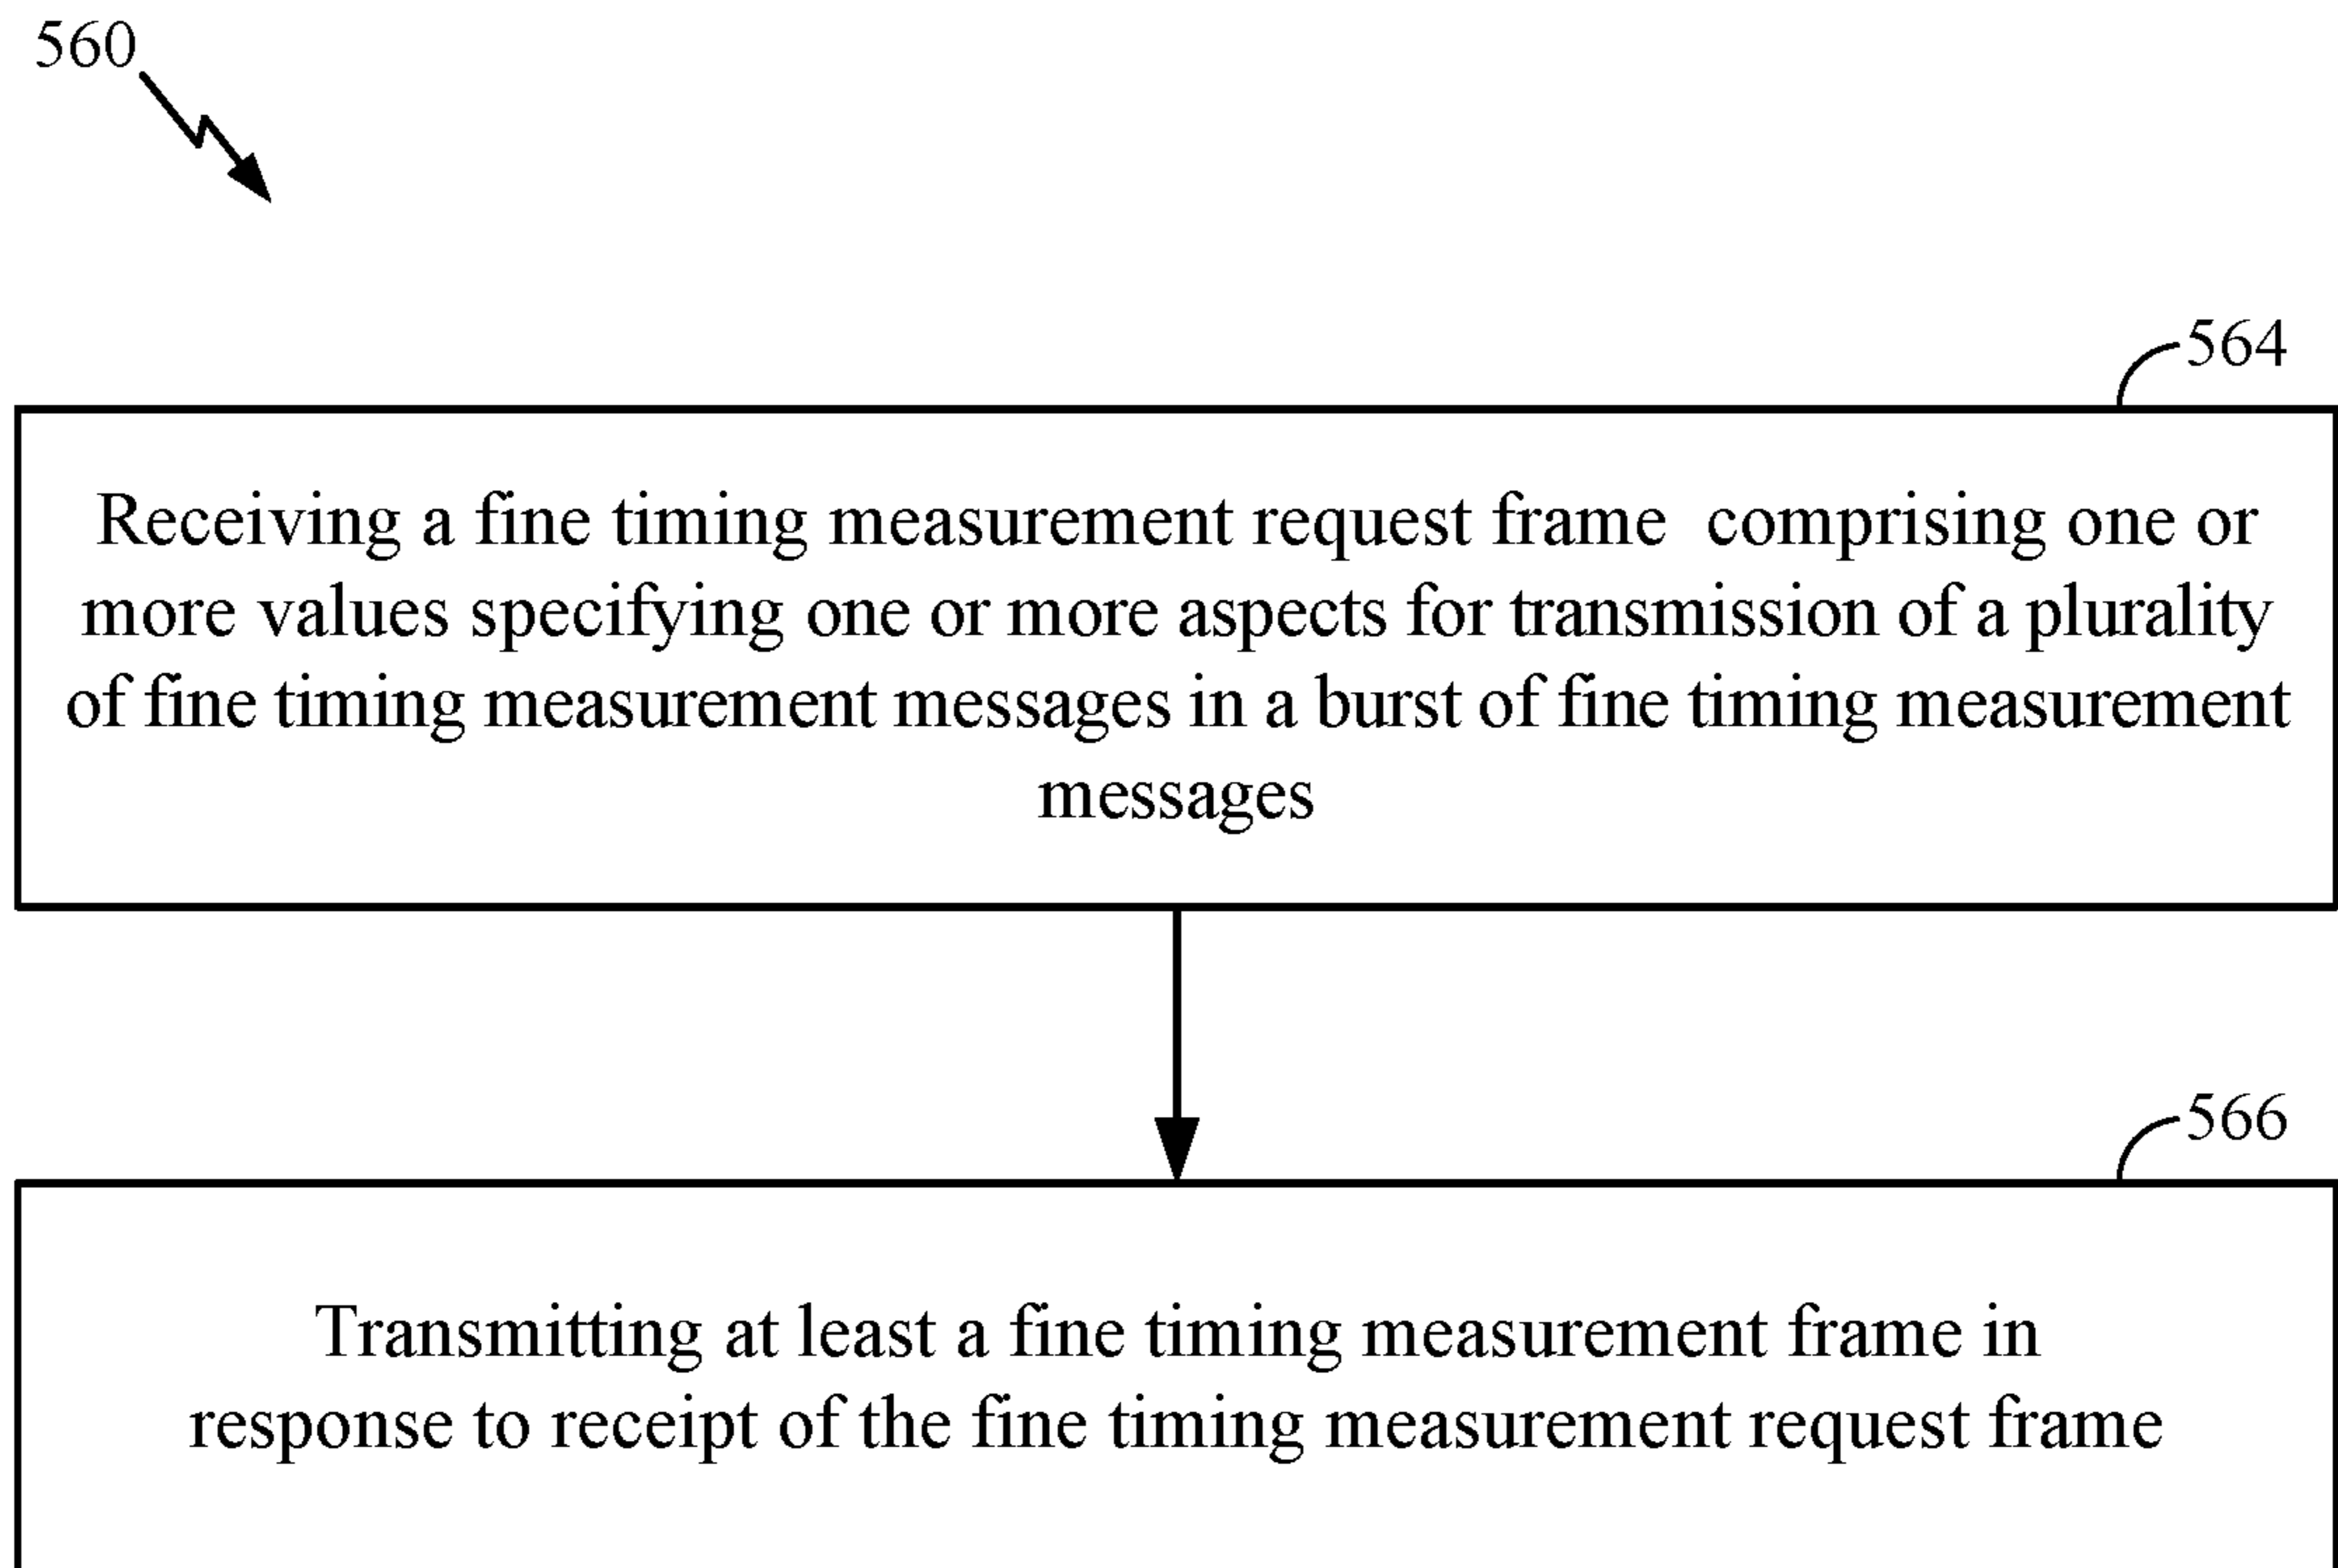 560
564
Receiving a fine timing measurement request frame comprising one or
more values specifying one or more aspects for transmission of a plurality
of fine timing measurement messages in a burst of fine timing measurement
messages
566
Transmitting at least a fine timing measurement frame in
response to receipt of the fine timing measurement request frame